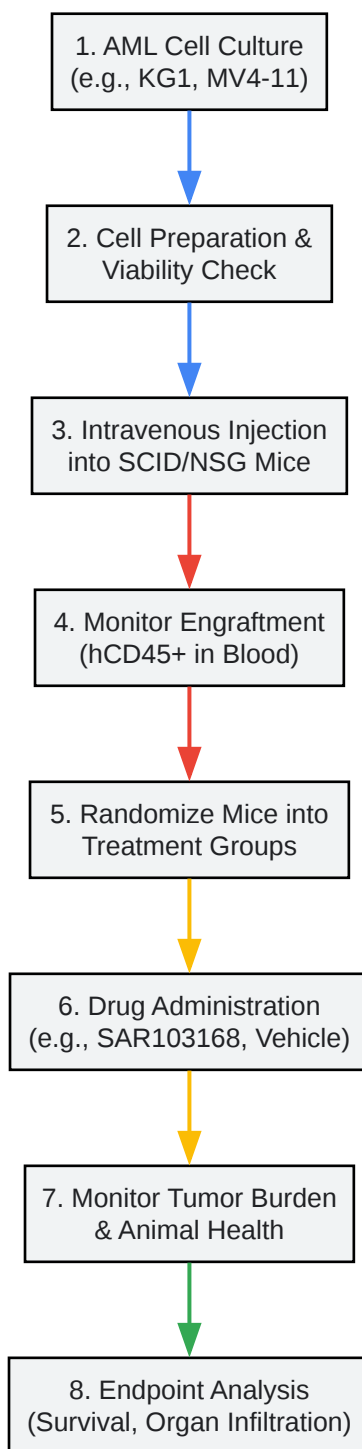 1. AML Cell Culture
(e.g., KG1, MV4-11)
2. Cell Preparation &
Viability Check
3. Intravenous Injection
into SCID/NSG Mice
4. Monitor Engraftment
(hCD45+ in Blood)
5. Randomize Mice into
Treatment Groups
6. Drug Administration
(e.g., SAR103168, Vehicle)
7. Monitor Tumor Burden
& Animal Health
8. Endpoint Analysis
(Survival, Organ Infiltration)